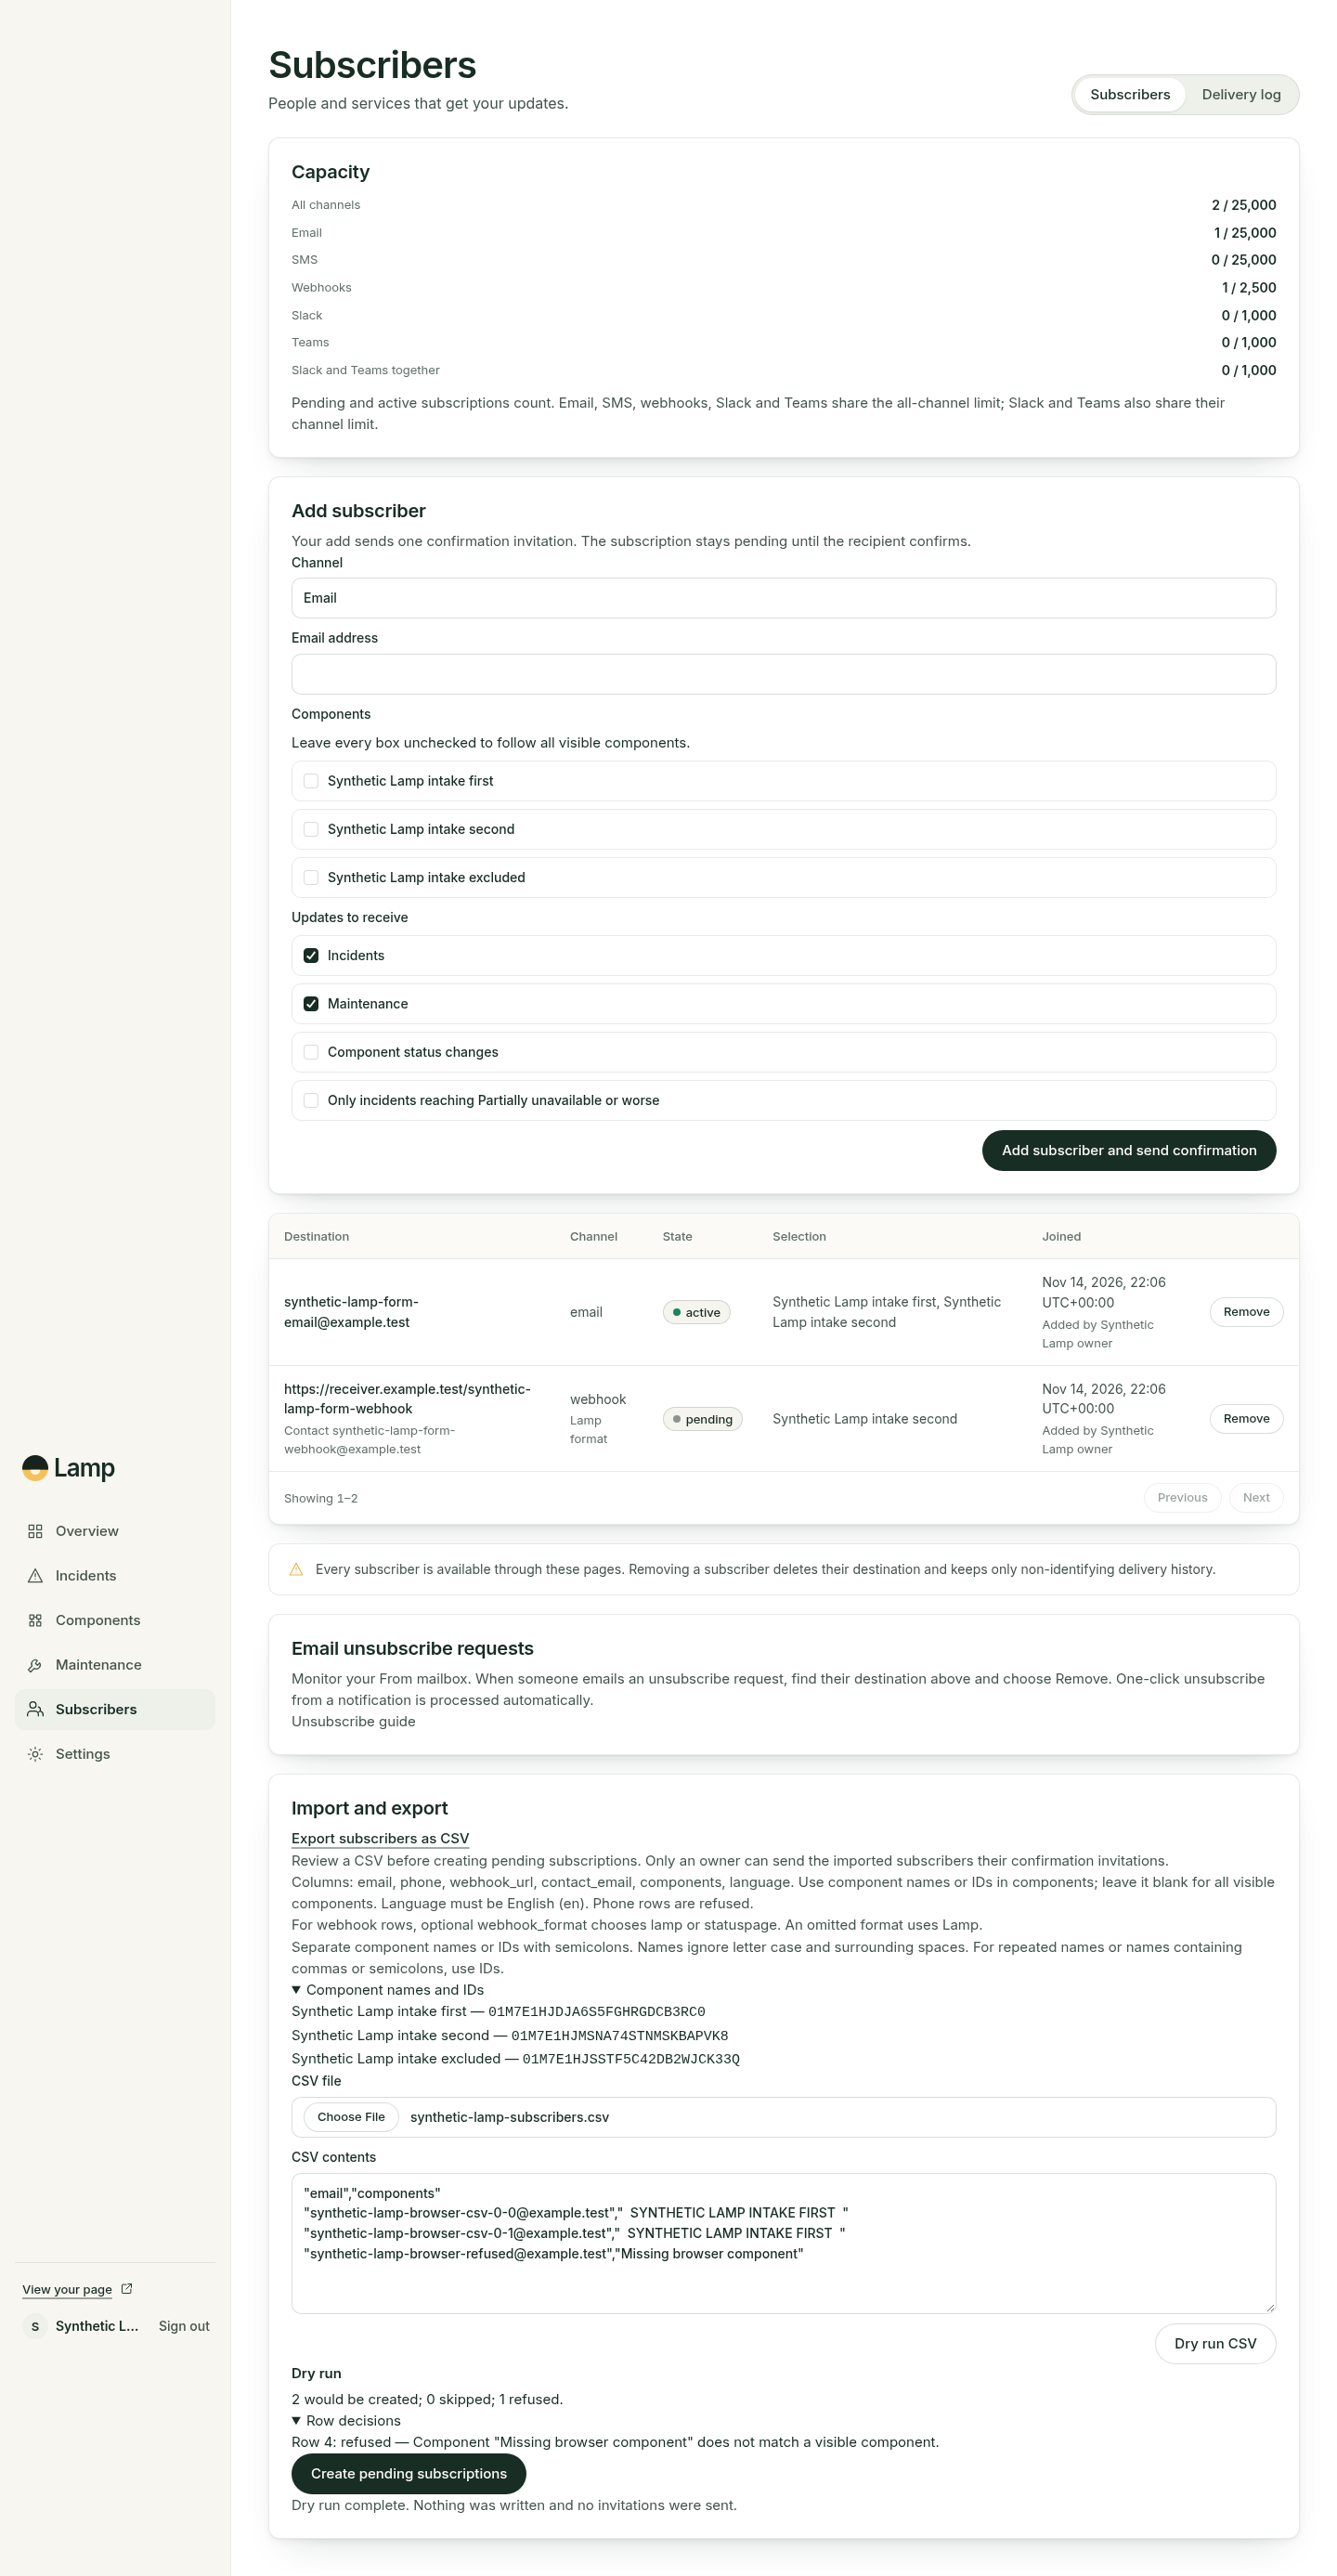 Lamp
Overview
Incidents
Components
Maintenance
Subscribers
Settings
View your page
S
Synthetic L...
Sign out
Subscribers
People and services that get your updates.
Subscribers
Delivery log
Capacity
All channels 2 / 25,000
Email 1 / 25,000
SMS 0 / 25,000
Webhooks 1 / 2,500
Slack 0 / 1,000
Teams 0 / 1,000
Slack and Teams together 0 / 1,000
Pending and active subscriptions count. Email, SMS, webhooks, Slack and Teams share the all-channel limit; Slack and Teams also share their
channel limit.
Add subscriber
Your add sends one confirmation invitation. The subscription stays pending until the recipient confirms.
Channel
Email
Email address
Components
Leave every box unchecked to follow all visible components.
Synthetic Lamp intake first
Synthetic Lamp intake second
Synthetic Lamp intake excluded
Updates to receive
Incidents
Maintenance
Component status changes
Only incidents reaching Partially unavailable or worse
Add subscriber and send confirmation
Destination Channel State Selection Joined
synthetic-lamp-form-
email@example.test
email
active
Synthetic Lamp intake first, Synthetic
Lamp intake second
Nov 14, 2026, 22:06
UTC+00:00
Added by Synthetic
Lamp owner
Remove
https://receiver.example.test/synthetic-
lamp-form-webhook
Contact synthetic-lamp-form-
webhook@example.test
webhook
Lamp
format
pending
Synthetic Lamp intake second
Nov 14, 2026, 22:06
UTC+00:00
Added by Synthetic
Lamp owner
Remove
Showing 1–2
Previous
Next
Every subscriber is available through these pages. Removing a subscriber deletes their destination and keeps only non-identifying delivery history.
Email unsubscribe requests
Monitor your From mailbox. When someone emails an unsubscribe request, find their destination above and choose Remove. One-click unsubscribe
from a notification is processed automatically.
Unsubscribe guide
Import and export
Export subscribers as CSV
Review a CSV before creating pending subscriptions. Only an owner can send the imported subscribers their confirmation invitations.
Columns: email, phone, webhook_url, contact_email, components, language. Use component names or IDs in components; leave it blank for all visible
components. Language must be English (en). Phone rows are refused.
For webhook rows, optional webhook_format chooses lamp or statuspage. An omitted format uses Lamp.
Separate component names or IDs with semicolons. Names ignore letter case and surrounding spaces. For repeated names or names containing
commas or semicolons, use IDs.
▼ Component names and IDs
Synthetic Lamp intake first — 01M7E1HJDJA6S5FGHRGDCB3RC0
Synthetic Lamp intake second — 01M7E1HJMSNA74STNMSKBAPVK8
Synthetic Lamp intake excluded — 01M7E1HJSSTF5C42DB2WJCK33Q
CSV file
Choose File synthetic-lamp-subscribers.csv
CSV contents
"email","components"
"synthetic-lamp-browser-csv-0-0@example.test","  SYNTHETIC LAMP INTAKE FIRST  "
"synthetic-lamp-browser-csv-0-1@example.test","  SYNTHETIC LAMP INTAKE FIRST  "
"synthetic-lamp-browser-refused@example.test","Missing browser component"
Dry run CSV
Dry run
2 would be created; 0 skipped; 1 refused.
▼ Row decisions
Row 4: refused — Component "Missing browser component" does not match a visible component.
Create pending subscriptions
Dry run complete. Nothing was written and no invitations were sent.